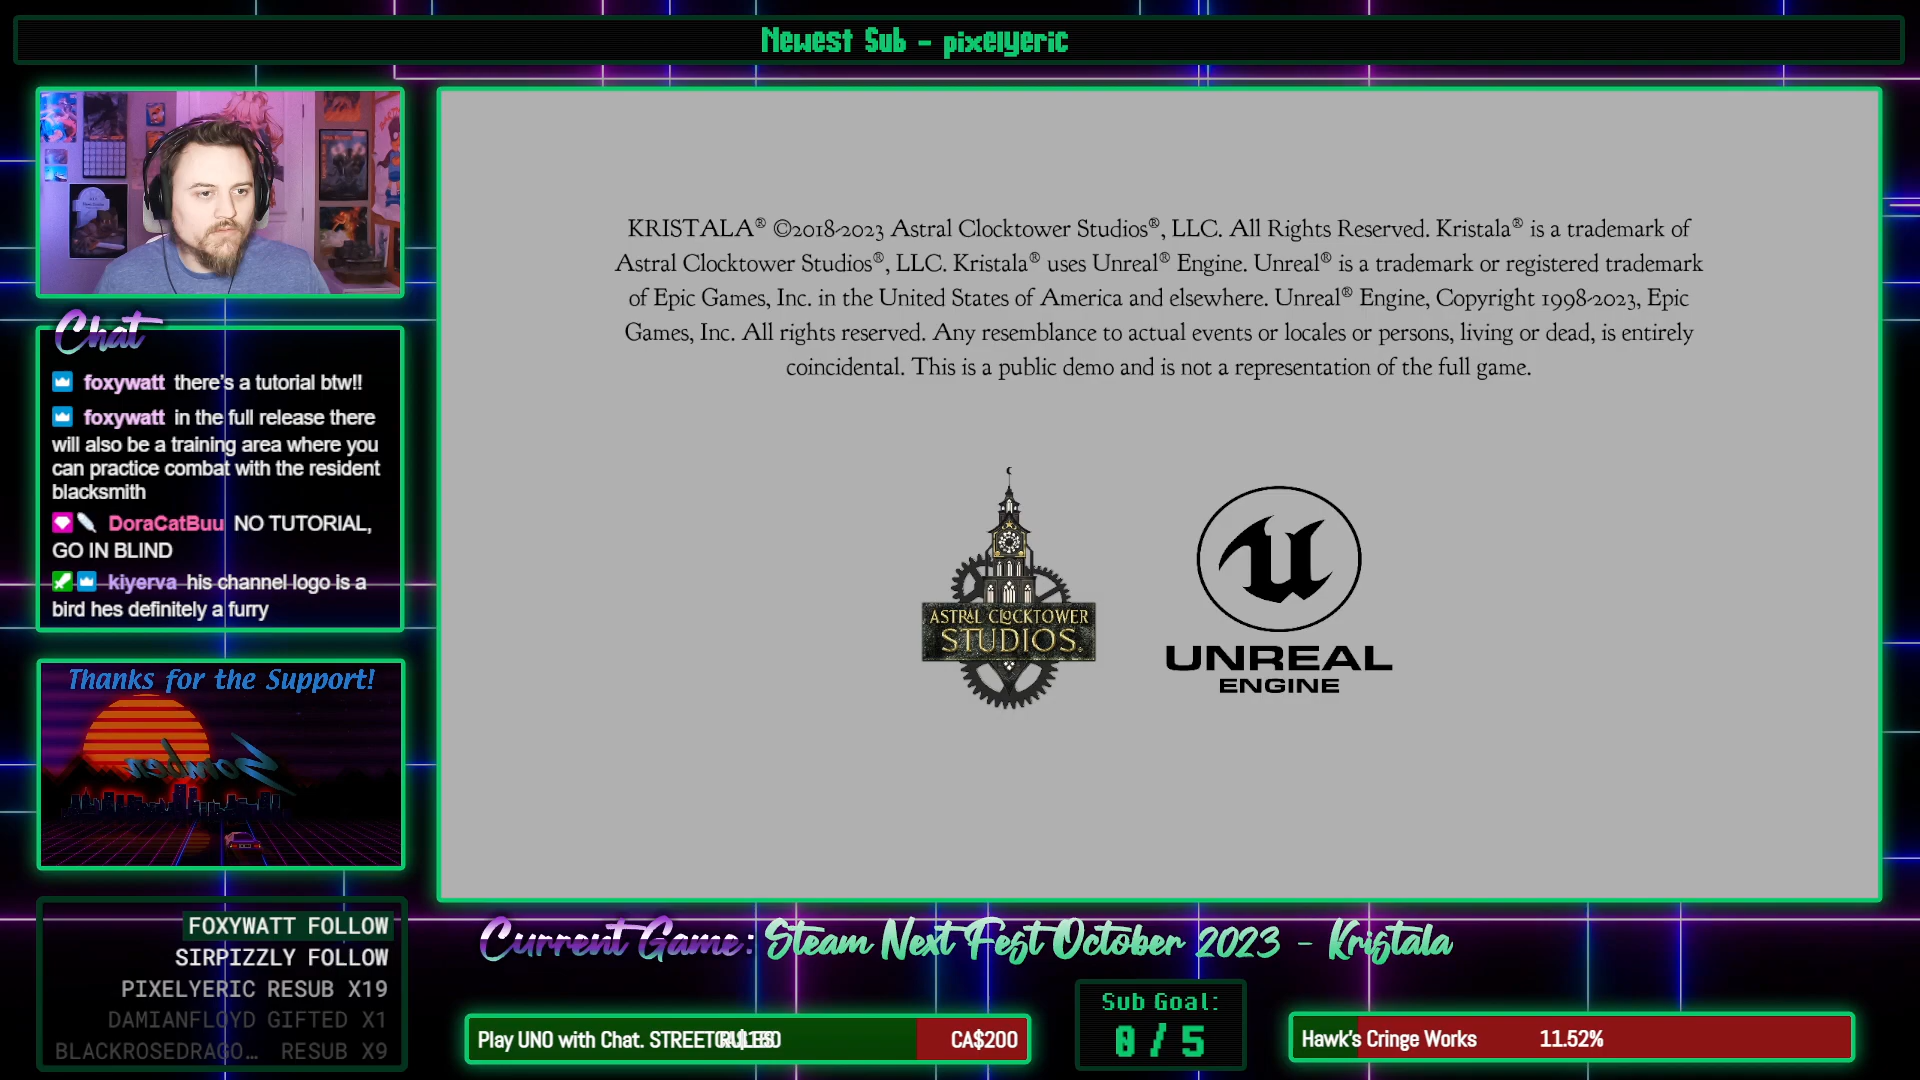 Newest Sub - pixelyeric
KRISTALA® ©2018-2023 Astral Clocktower Studios®, LLC. All Rights Reserved. Kristala® is a trademark of
Astral Clocktower Studios®, LLC. Kristala® uses Unreal® Engine. Unreal® is a trademark or registered trademark
of Epic Games, Inc. in the United States of America and elsewhere. Unreal® Engine, Copyright 1998-2023, Epic
Games, Inc. All rights reserved. Any resemblance to actual events or locales or persons, living or dead, is entirely
coincidental. This is a public demo and is not a representation of the full game.
ASTRAL CLOCKTOWER
STUDIOS®
UNREAL
ENGINE
Chat
foxywatt there's a tutorial btw!!
foxywatt in the full release there
will also be a training area where you
can practice combat with the resident
blacksmith
DoraCatBuu NO TUTORIAL,
GO IN BLIND
kiyerva his channel logo is a
bird hes definitely a furry
Thanks for the Support!
Somber
FOXYWATT FOLLOW
SIRPIZZLY FOLLOW
PIXELYERIC RESUB X19
DAMIANFLOYD GIFTED X1
BLACKROSEDRAGO… RESUB X9
Current Game: Steam Next Fest October 2023 - Kristala
Play UNO with Chat. STREET
CA$200
Sub Goal:
0 / 5
Hawk's Cringe Works 11.52%